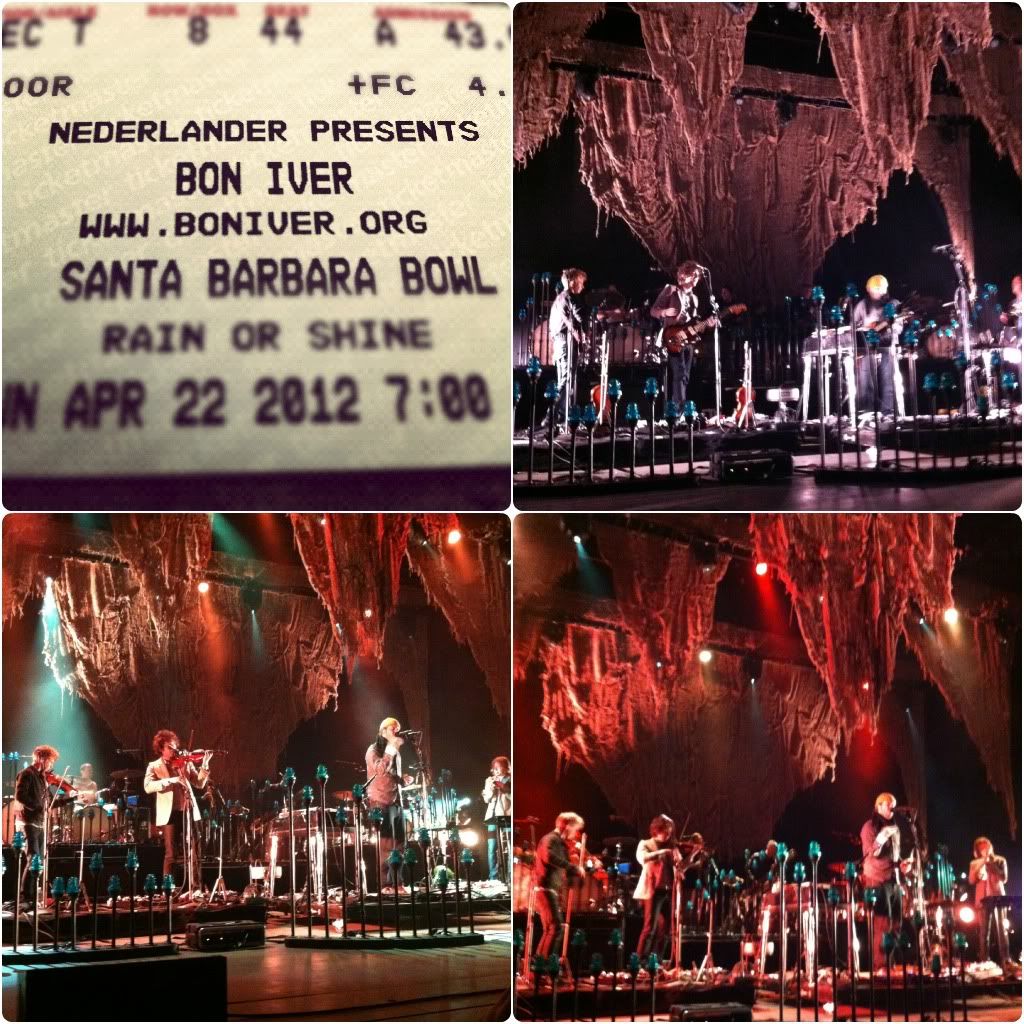 EC T 8 44 A 43.
OOR +FC 4.
NEDERLANDER PRESENTS
BON IVER
WWW.BONIVER.ORG
SANTA BARBARA BOWL
RAIN OR SHINE
UN APR 22 2012 7:00